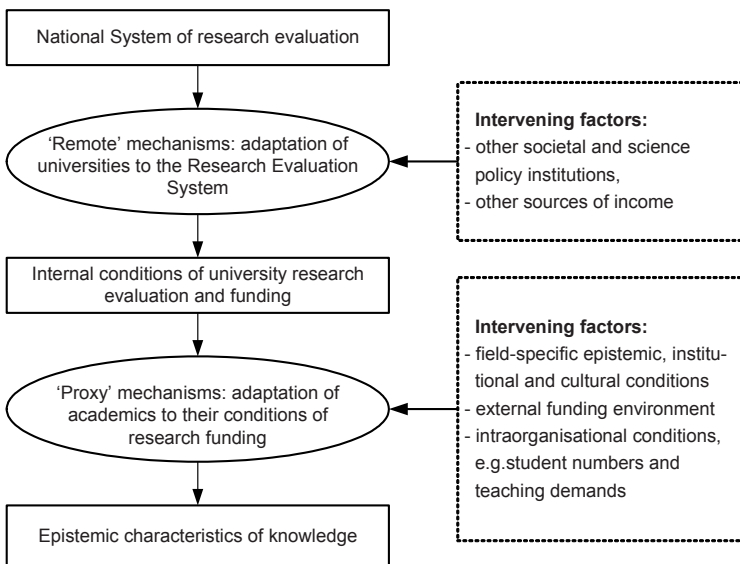 National System of research evaluation
‘Remote’ mechanisms: adaptation of
universities to the Research Evaluation
System
Intervening factors:
- other societal and science
policy institutions,
- other sources of income
Internal conditions of university research
evaluation and funding
‘Proxy’ mechanisms: adaptation of
academics to their conditions of
research funding
Intervening factors:
- field-specific epistemic, institu-
tional and cultural conditions
- external funding environment
- intraorganisational conditions,
e.g.student numbers and
teaching demands
Epistemic characteristics of knowledge